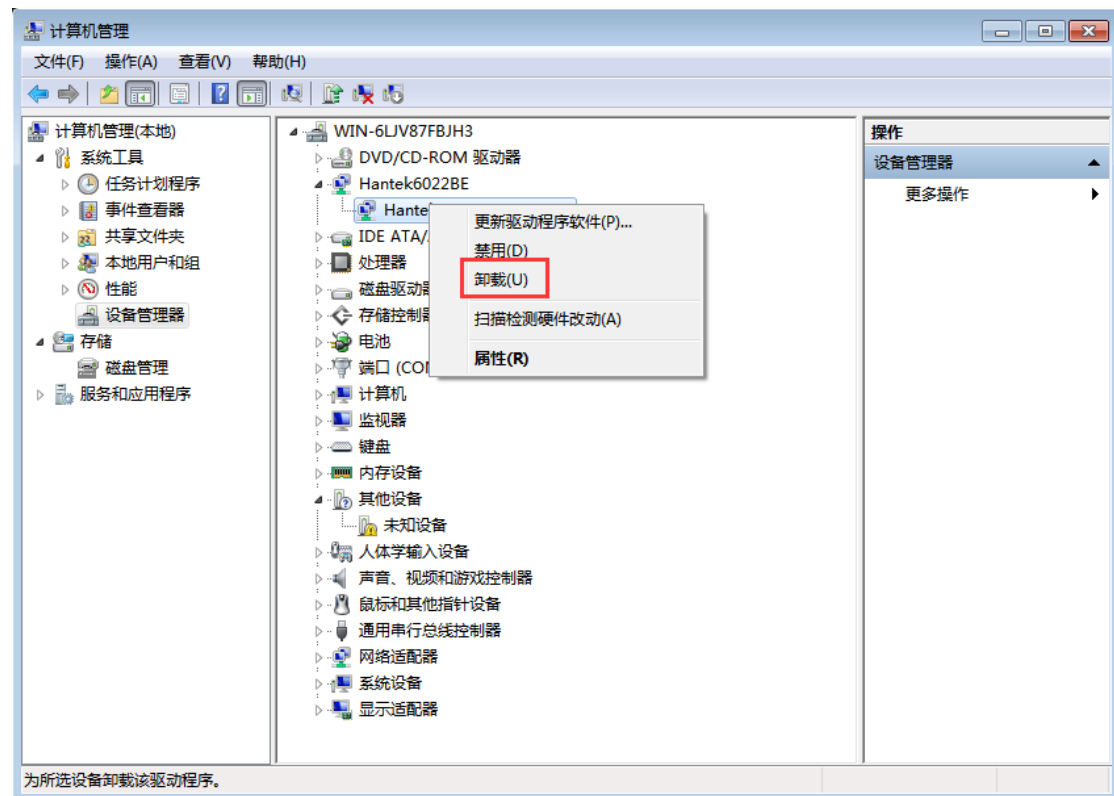 计算机管理
文件(F) 操作(A) 查看(V) 帮助(H)
计算机管理(本地)
系统工具
任务计划程序
事件查看器
共享文件夹
本地用户和组
性能
设备管理器
存储
磁盘管理
服务和应用程序
WIN-6LJV87FBJH3
DVD/CD-ROM 驱动器
Hantek6022BE
Hante
IDE ATA/
处理器
磁盘驱动
存储控制
电池
端口 (CO
计算机
监视器
键盘
内存设备
其他设备
未知设备
人体学输入设备
声音、视频和游戏控制器
鼠标和其他指针设备
通用串行总线控制器
网络适配器
系统设备
显示适配器
更新驱动程序软件(P)...
禁用(D)
卸载(U)
扫描检测硬件改动(A)
属性(R)
操作
设备管理器
更多操作
为所选设备卸载该驱动程序。